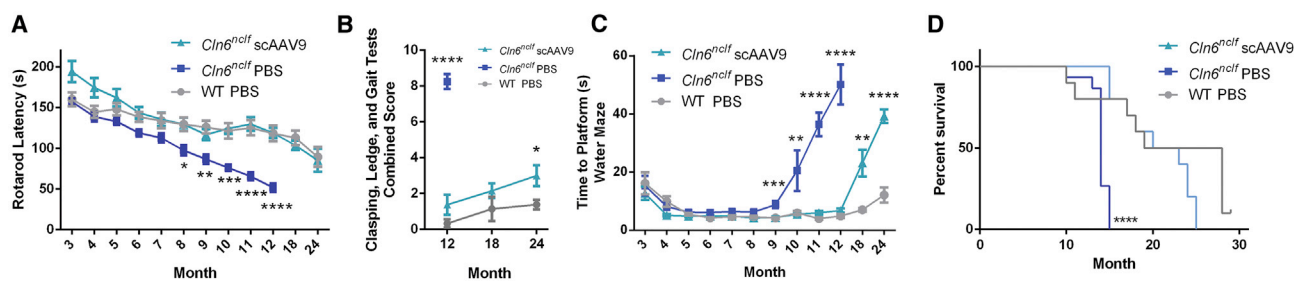 A
Cln6nclf scAAV9
Cln6nclf PBS
WT PBS
Rotarod Latency (s)
200
150
100
50
0
*
**
***
****
****
3 4 5 6 7 8 9 10 11 12 18 24
Month
B
Clasping, Ledge, and Gait Tests
Combined Score
10
8
6
4
2
0
****
*
Cln6nclf scAAV9
Cln6nclf PBS
WT PBS
12 18 24
Month
C
Time to Platform (s)
Water Maze
60
40
20
0
Cln6nclf scAAV9
Cln6nclf PBS
WT PBS
***
**
****
****
**
****
3 4 5 6 7 8 9 10 11 12 18 24
Month
D
Cln6nclf scAAV9
Cln6nclf PBS
WT PBS
Percent survival
100
50
0
****
0 10 20 30
Month